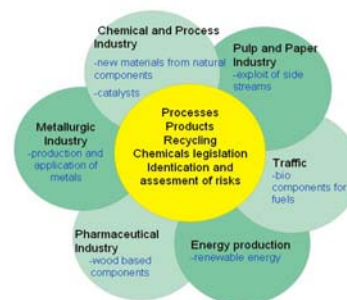 Chemical and Process
Industry
-new materials from natural
components
-catalysts
Pulp and Paper
Industry
-exploit of side
streams
Processes
Products
Recycling
Chemicals legislation
Identication and
assesment of risks
Metallurgic
Industry
-production and
application of
metals
Traffic
-bio
components for
fuels
Pharmaceutical
Industry
-wood based
components
Energy production
-renewable energy